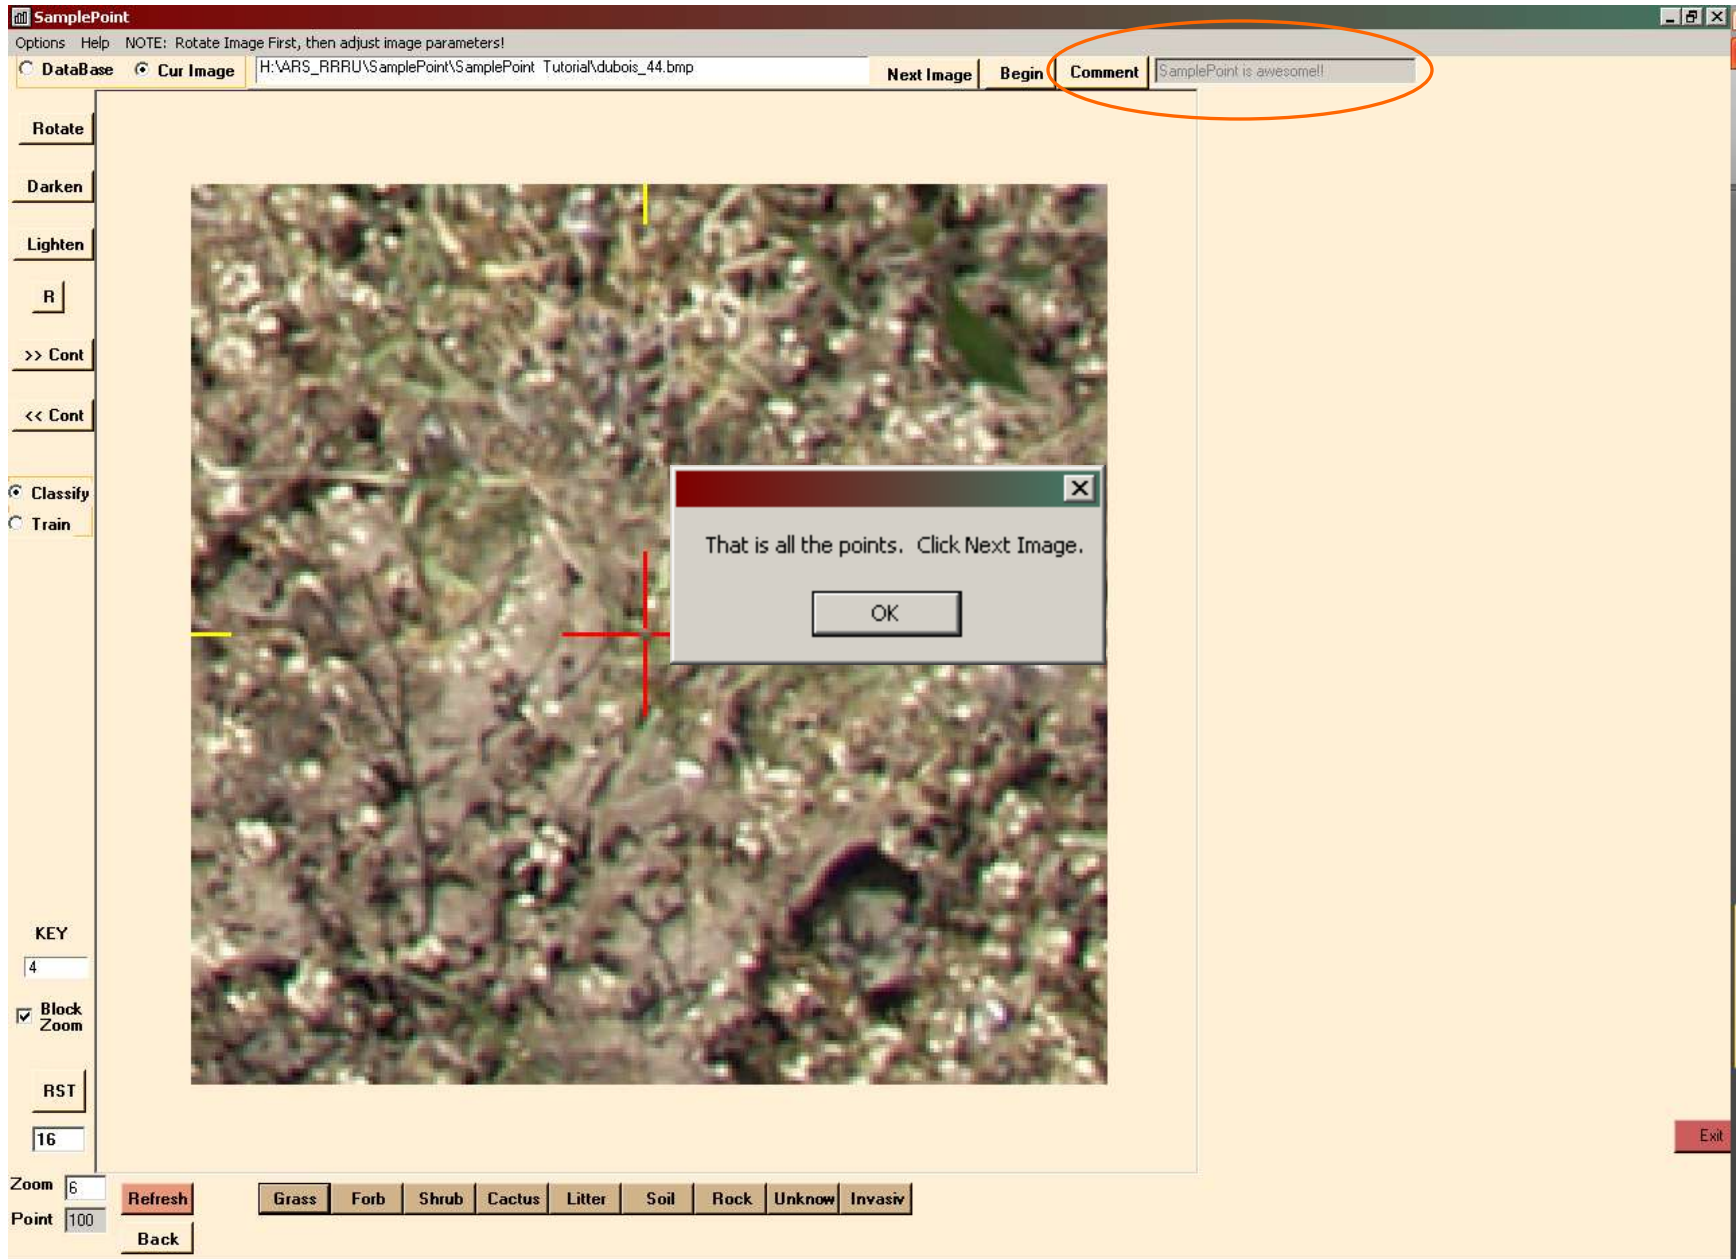 SamplePoint
Options Help NOTE: Rotate Image First, then adjust image parameters!
DataBase Cur Image H:\ARS_RRRU\SamplePoint\SamplePoint Tutorial\dubois_44.bmp Next Image Begin Comment SamplePoint is awesome!!
Rotate
Darken
Lighten
R
>> Cont
<< Cont
Classify
Train
That is all the points. Click Next Image.
OK
KEY
4
Block
Zoom
RST
16
Exit
Zoom 6
Refresh Grass Forb Shrub Cactus Litter Soil Rock Unknow Invasiv
Point 100
Back